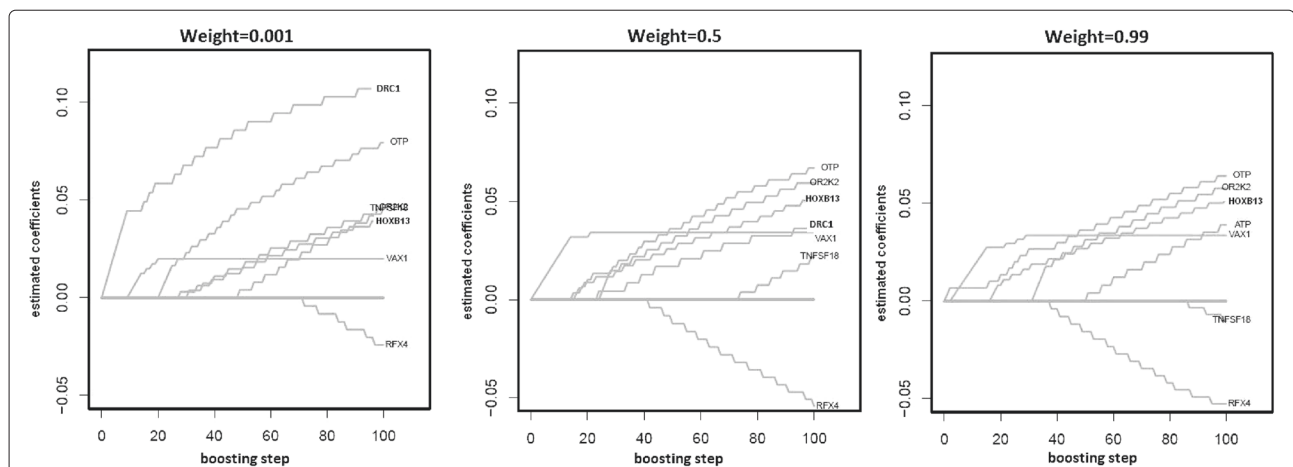 Weight=0.001
0.10
0.05
0.00
−0.05
estimated coefficients
DRC1
OTP
OR2K2
HOXB13
VAX1
RFX4
0 20 40 60 80 100
boosting step
Weight=0.5
0.10
0.05
0.00
−0.05
estimated coefficients
OTP
OR2K2
HOXB13
DRC1
VAX1
TNFSF18
RFX4
0 20 40 60 80 100
boosting step
Weight=0.99
0.10
0.05
0.00
−0.05
estimated coefficients
OTP
OR2K2
HOXB13
ATP
VAX1
TNFSF18
RFX4
0 20 40 60 80 100
boosting step